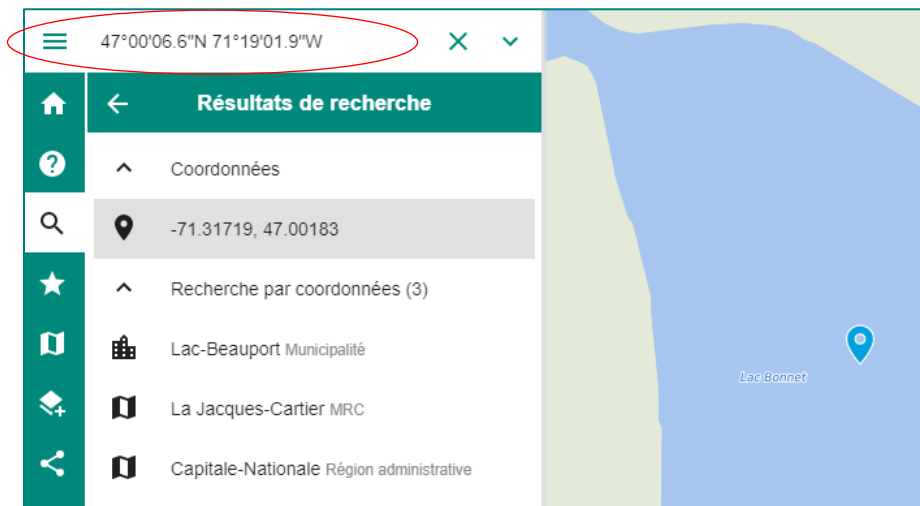 47°00'06.6"N 71°19'01.9"W
Résultats de recherche
Coordonnées
-71.31719, 47.00183
Recherche par coordonnées (3)
Lac-Beauport Municipalité
La Jacques-Cartier MRC
Capitale-Nationale Région administrative
Lac Bonnet